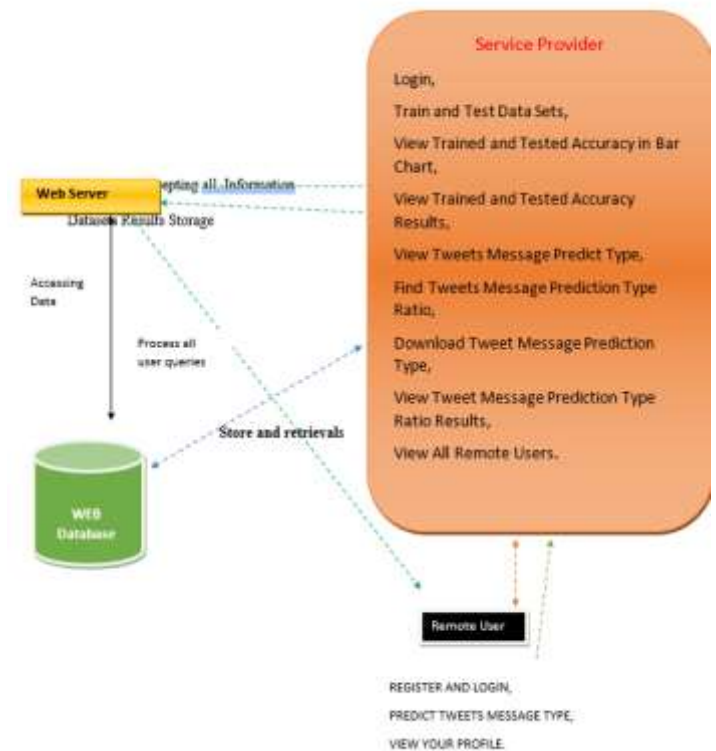 Service Provider
Login,
Train and Test Data Sets,
View Trained and Tested Accuracy in Bar
Chart,
View Trained and Tested Accuracy
Results,
View Tweets Message Predict Type,
Find Tweets Message Prediction Type
Ratio,
Download Tweet Message Prediction
Type,
View Tweet Message Prediction Type
Ratio Results,
View All Remote Users.
Web Server
epting all Information
Datasets Results Storage
Accessing
Data
Process all
user queries
Store and retrievals
WEB
Database
Remote User
REGISTER AND LOGIN,
PREDICT TWEETS MESSAGE TYPE,
VIEW YOUR PROFILE.